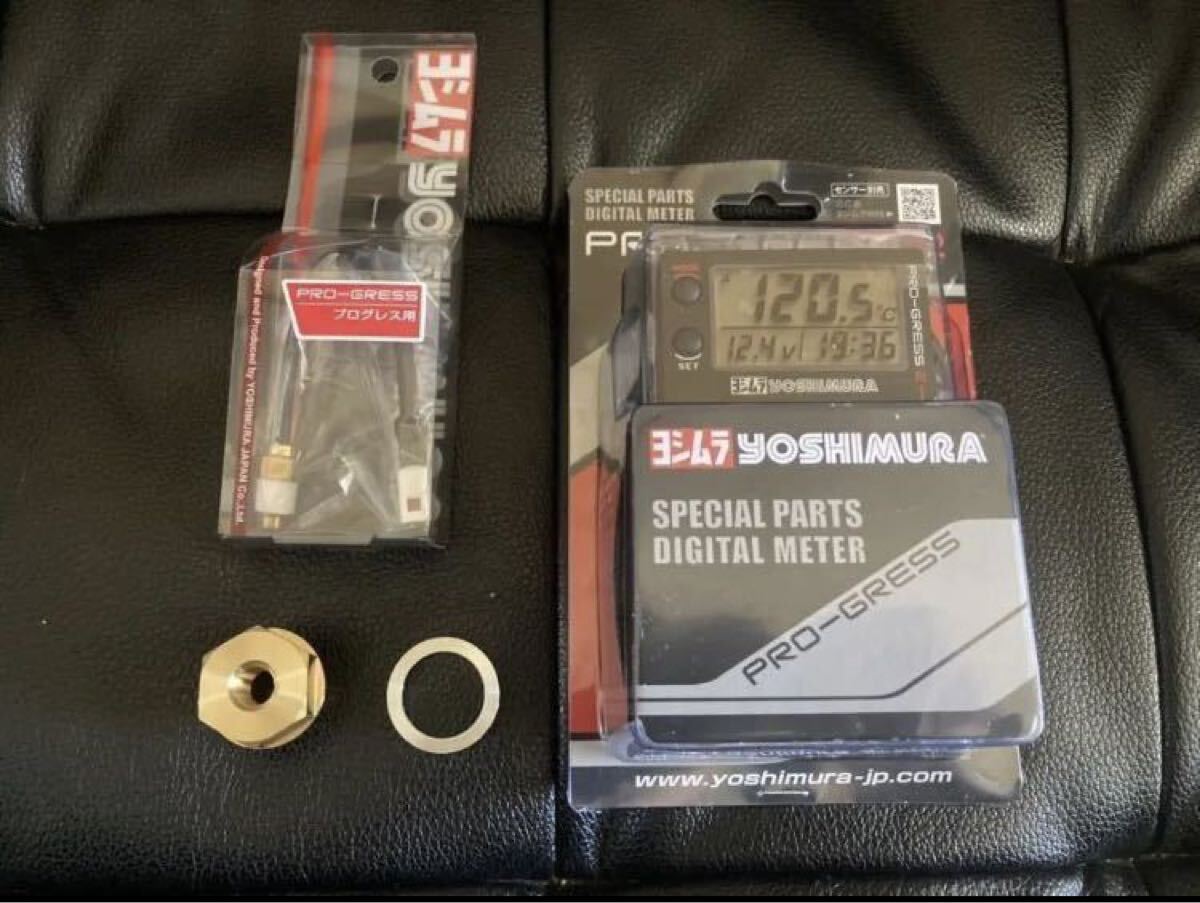 ヨシムラ YOSHIMURA
PRO-GRESS
プログレス用
Designed and Produced by YOSHIMURA JAPAN Co.,Ltd.
SPECIAL PARTS
DIGITAL METER
センサー別売
120.5°C
12.4V 19:36
SET
PRO-GRESS
ヨシムラ YOSHIMURA
ヨシムラ YOSHIMURA
SPECIAL PARTS
DIGITAL METER
PRO-GRESS
www.yoshimura-jp.com